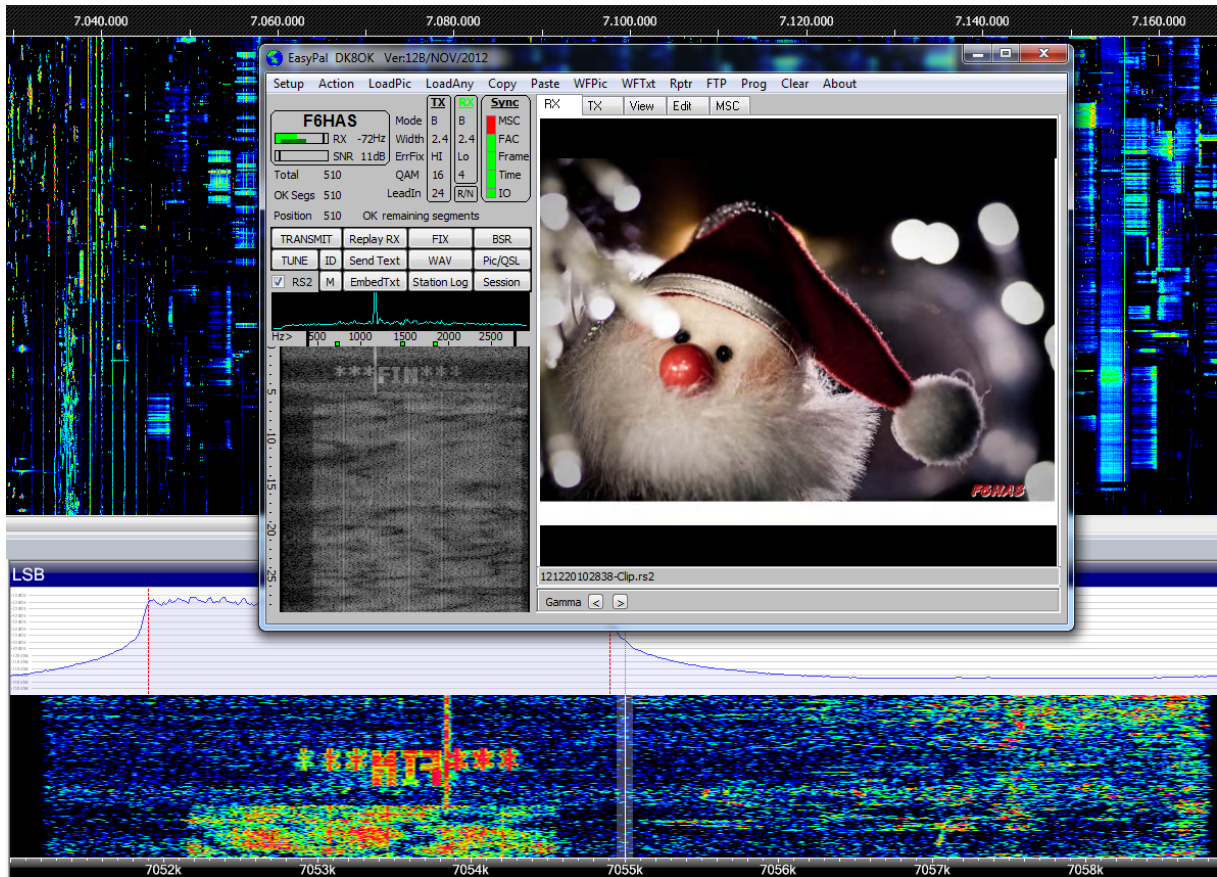 7.040.000 7.060.000 7.080.000 7.100.000 7.120.000 7.140.000 7.160.000
EasyPal DK8OK Ver:128/NOV/2012
Setup Action LoadPic LoadAny Copy Paste WFPic WFTxt Rptr FTP Prog Clear About
TX RX Sync
RX TX View Edit MSC
F6HAS
Mode B B MSC
RX -72Hz Width 2.4 2.4 FAC
SNR 11dB ErrFix HI Lo Frame
Total 510 QAM 16 4 Time
OK Segs 510 LeadIn 24 R/N IO
Position 510 OK remaining segments
TRANSMIT Replay RX FIX BSR
TUNE ID Send Text WAV Pic/QSL
RS2 M EmbedTxt Station Log Session
Hz> 500 1000 1500 2000 2500
***FIN***
5
10
15
20
25
F6HAS
121220102838-Clip.rs2
Gamma < >
LSB
***FIN***
7052k 7053k 7054k 7055k 7056k 7057k 7058k